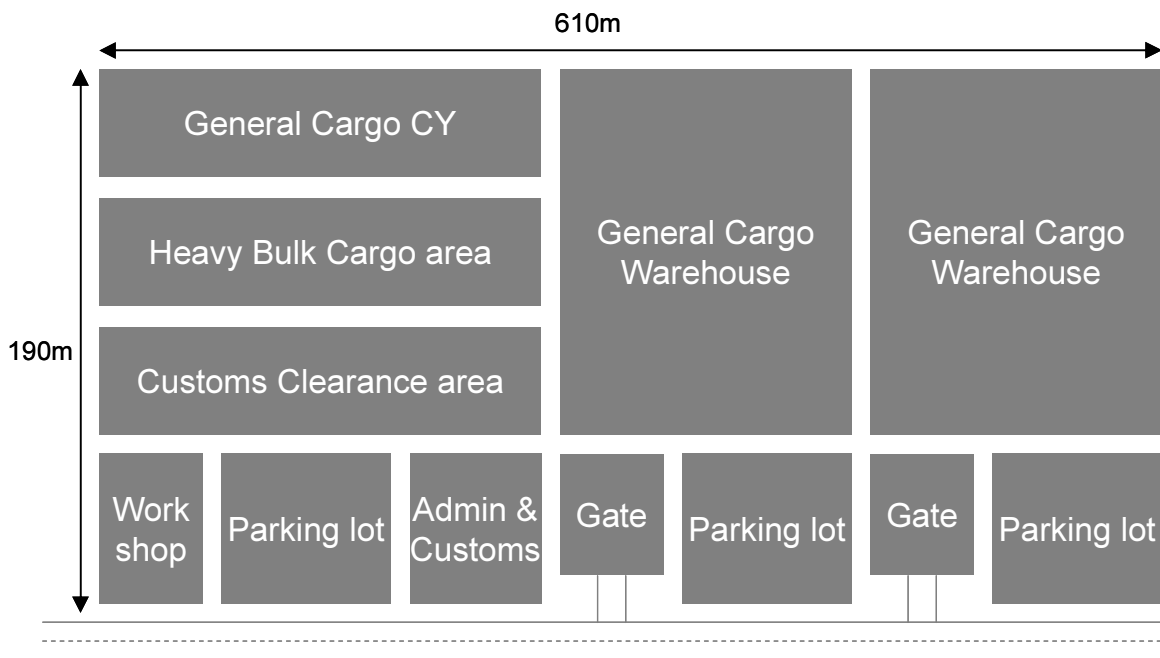 610m
General Cargo CY
General Cargo
Warehouse
General Cargo
Warehouse
Heavy Bulk Cargo area
190m
Customs Clearance area
Work
shop
Parking lot
Admin &
Customs
Gate
Parking lot
Gate
Parking lot